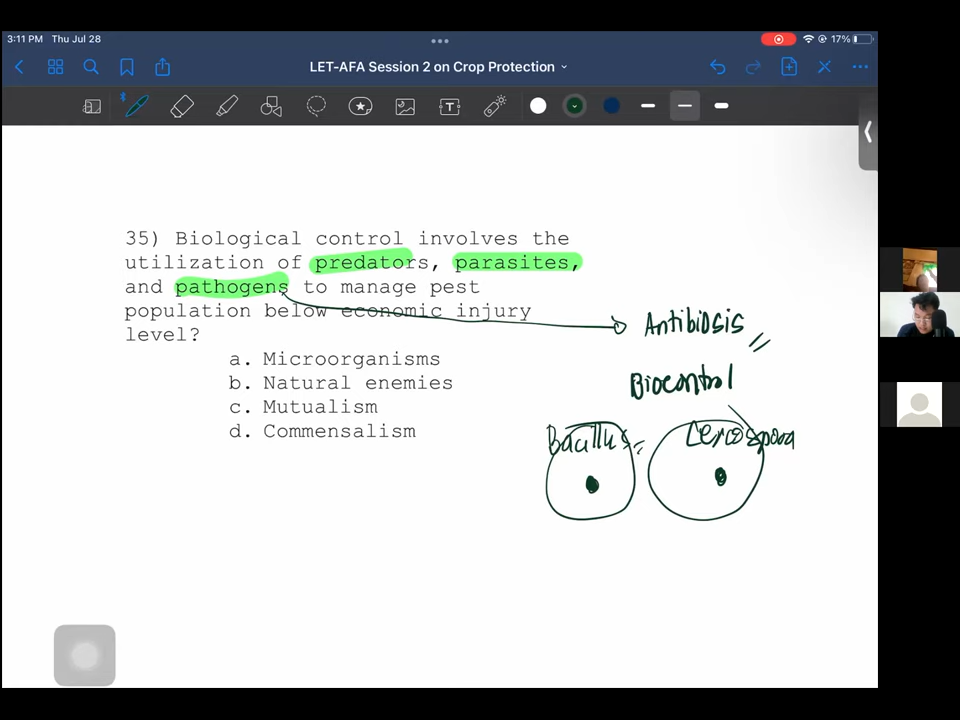 3:11 PM Thu Jul 28
17%
LET-AFA Session 2 on Crop Protection
35) Biological control involves the
utilization of predators, parasites,
and pathogens to manage pest
population below economic injury
level?
a. Microorganisms
b. Natural enemies
c. Mutualism
d. Commensalism
Antibiosis
Biocontrol
Bacillus
Cercospora